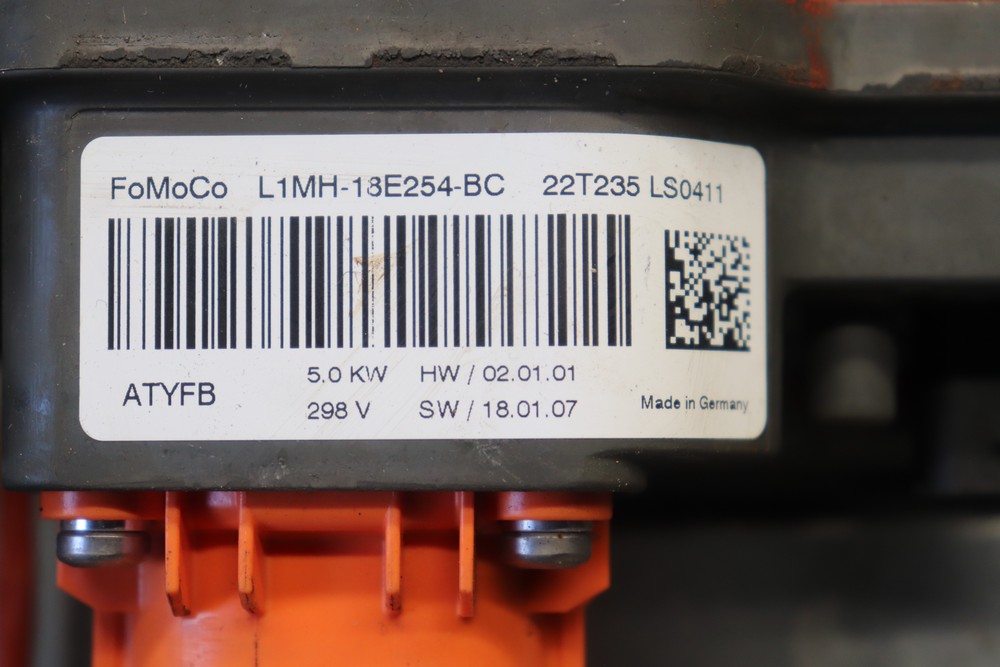 FoMoCo L1MH-18E254-BC 22T235 LS0411
ATYFB
5.0 KW HW / 02.01.01
298 V SW / 18.01.07
Made in Germany